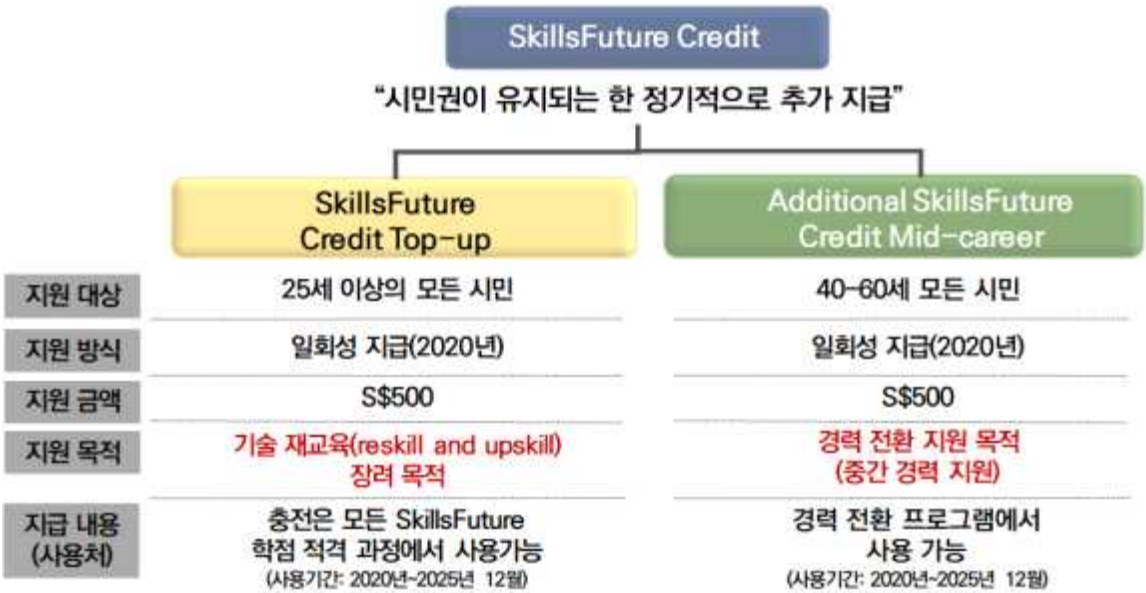 SkillsFuture Credit
“시민권이 유지되는 한 정기적으로 추가 지급”
SkillsFuture
Credit Top-up
Additional SkillsFuture
Credit Mid-career
지원 대상
25세 이상의 모든 시민
40-60세 모든 시민
지원 방식
일회성 지급(2020년)
일회성 지급(2020년)
지원 금액
S$500
S$500
지원 목적
기술 재교육(reskill and upskill)
장려 목적
경력 전환 지원 목적
(중간 경력 지원)
지급 내용
(사용처)
충전은 모든 SkillsFuture
학점 적격 과정에서 사용가능
(사용기간: 2020년~2025년 12월)
경력 전환 프로그램에서
사용 가능
(사용기간: 2020년~2025년 12월)